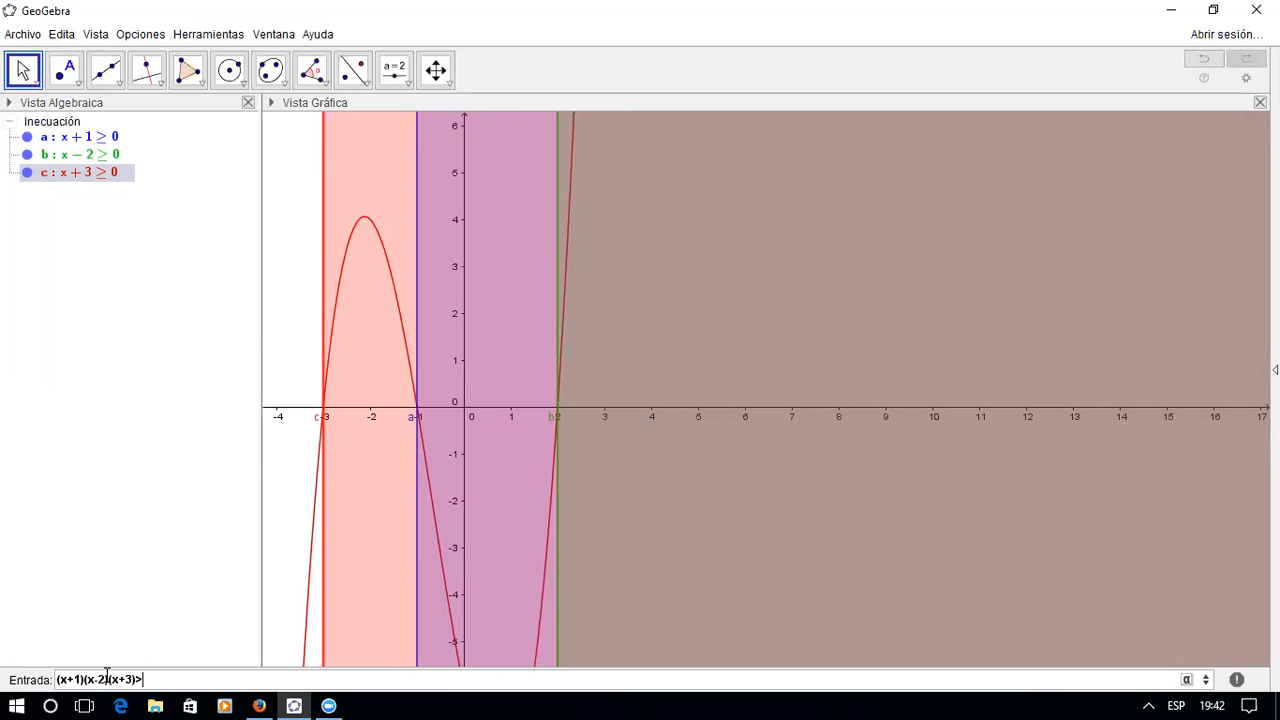 GeoGebra
Archivo Edita Vista Opciones Herramientas Ventana Ayuda
Abrir sesión...
A
α
a=2
Vista Algebraica
Vista Gráfica
Inecuación
a : x + 1 ≥ 0
b : x − 2 ≥ 0
c : x + 3 ≥ 0
6
5
4
3
2
1
0
-4 c -3 -2 a -1 0 1 b 2 3 4 5 6 7 8 9 10 11 12 13 14 15 16 17
-1
-2
-3
-4
-5
Entrada: (x+1)(x-2)(x+3)>
α
ESP 19:42